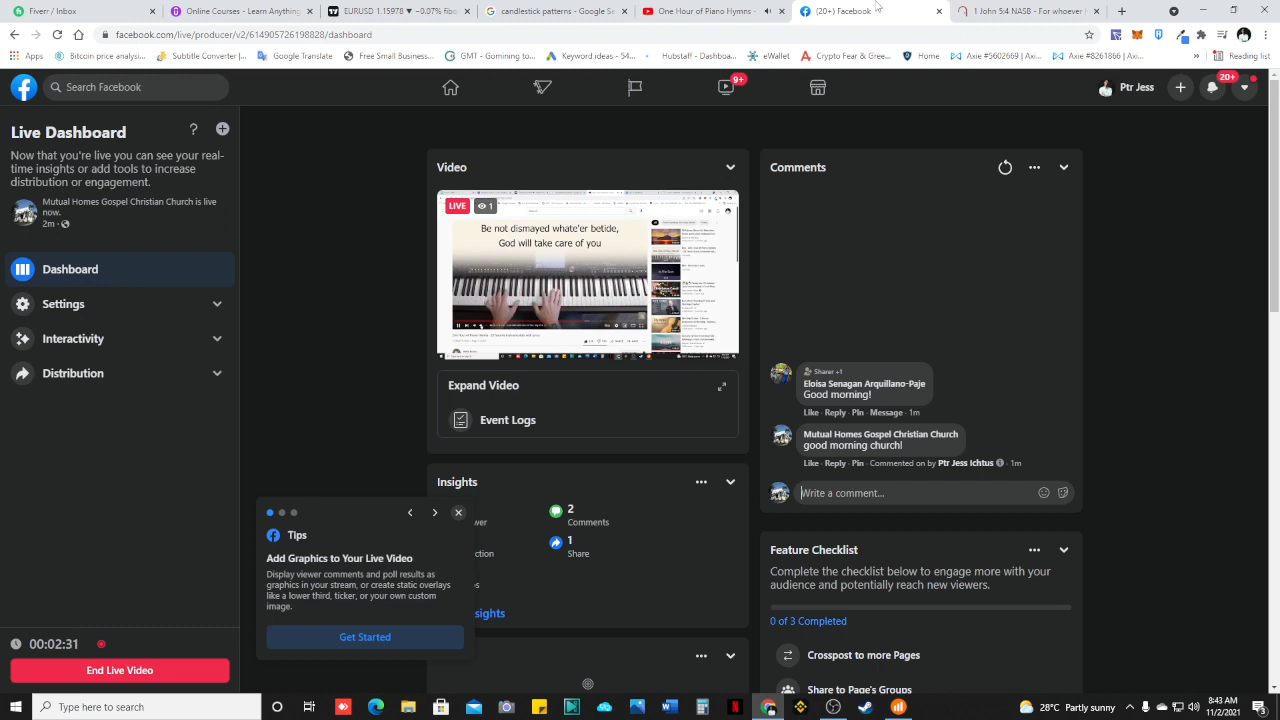 Fiverr / Inbox
Online Courses - Learn Anything
EURUSD 1.15978 ▼ -0.07% fibo
candlestick patterns - Google Se
One Hour of Piano Hymns -
(20+) Facebook
1 John 5:4 NASB - For whoever i
facebook.com/live/producer/v2/614905726198828/dashboard
Apps
Bitcoin up or down...
Subtitle Converter |...
Google Translate
Free Small Business...
GMT - Gomming to...
Keyword ideas - 54...
Hubstaff - Dashboa...
eWallet
Crypto Fear & Gree...
Home
Axie #5602669 | Axi...
Axie #8261866 | Axi...
Reading list
Search Facebook
9+
Ptr Jess
20+
Live Dashboard
Now that you're live you can see your real-
time insights or add tools to increase
distribution or engagement.
Mutual Homes
now.
Dashboard
Settings
Interactivity
Distribution
00:02:31
End Live Video
Video
LIVE
1
Be not dismayed whate'er betide,
God will take care of you
Expand Video
Event Logs
Insights
2
Comments
1
Share
Tips
Add Graphics to Your Live Video
Display viewer comments and poll results as
graphics in your stream, or create static overlays
like a lower third, ticker, or your own custom
image.
Get Started
Comments
Sharer +1
Eloisa Senagan Arquillano-Paje
Good morning!
Like · Reply · Pin · Message · 1m
Mutual Homes Gospel Christian Church
good morning church!
Like · Reply · Pin · Commented on by Ptr Jess Ichtus · 1m
Write a comment...
Feature Checklist
Complete the checklist below to engage more with your
audience and potentially reach new viewers.
0 of 3 Completed
Crosspost to more Pages
Share to Page's Groups
Type here to search
28°C Partly sunny
8:43 AM
11/2/2021